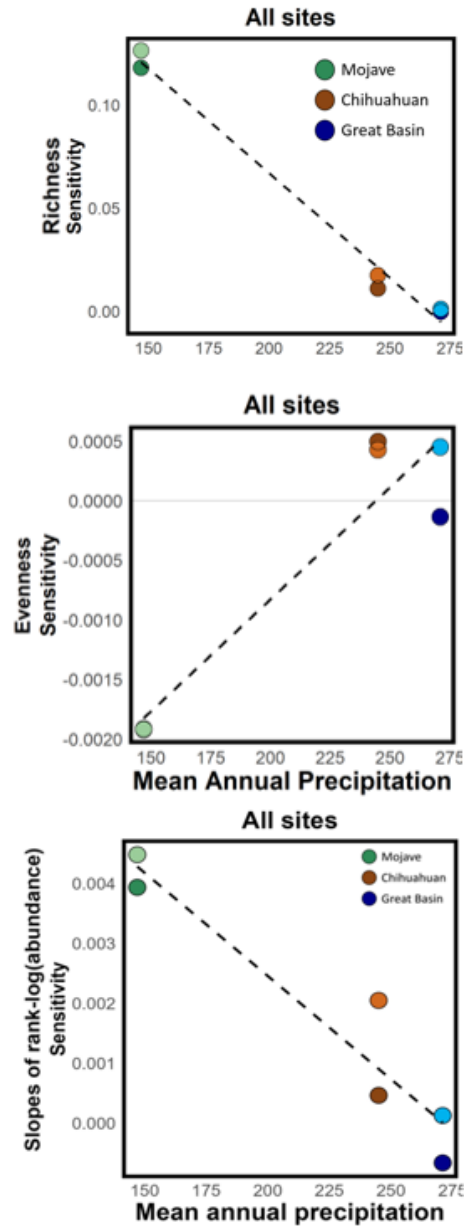 All sites
Richness
Sensitivity
0.10
0.05
0.00
Mojave
Chihuahuan
Great Basin
150 175 200 225 250 275
All sites
Evenness
Sensitivity
0.0005
0.0000
-0.0005
-0.0010
-0.0015
-0.0020
150 175 200 225 250 275
Mean Annual Precipitation
All sites
Slopes of rank-log(abundance)
Sensitivity
0.004
0.003
0.002
0.001
0.000
Mojave
Chihuahuan
Great Basin
150 175 200 225 250 275
Mean annual precipitation